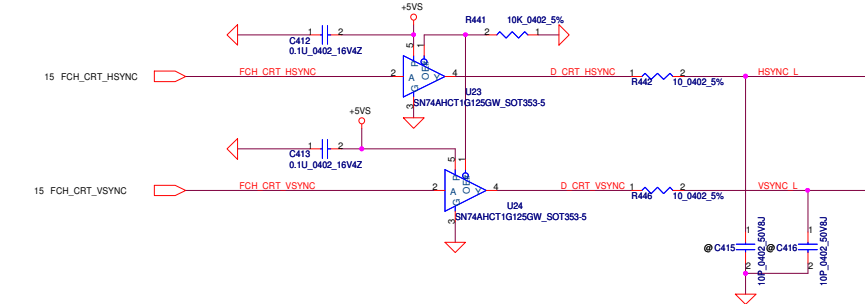 +5VS
R441 10K_0402_5%
1 2 2 1
C412
0.1U_0402_16V4Z
5 1
P OE
15 FCH_CRT_HSYNC FCH_CRT_HSYNC 2 A Y 4 D_CRT_HSYNC 1 2 HSYNC_L
G
3
R442 10_0402_5%
U23
SN74AHCT1G125GW_SOT353-5
+5VS
1 2
C413
0.1U_0402_16V4Z
5 1
P OE
15 FCH_CRT_VSYNC FCH_CRT_VSYNC 2 A Y 4 D_CRT_VSYNC 1 2 VSYNC_L
G
3
R446 10_0402_5%
U24
SN74AHCT1G125GW_SOT353-5
1 1
@ C415 @ C416
2 2
10P_0402_50V8J
10P_0402_50V8J